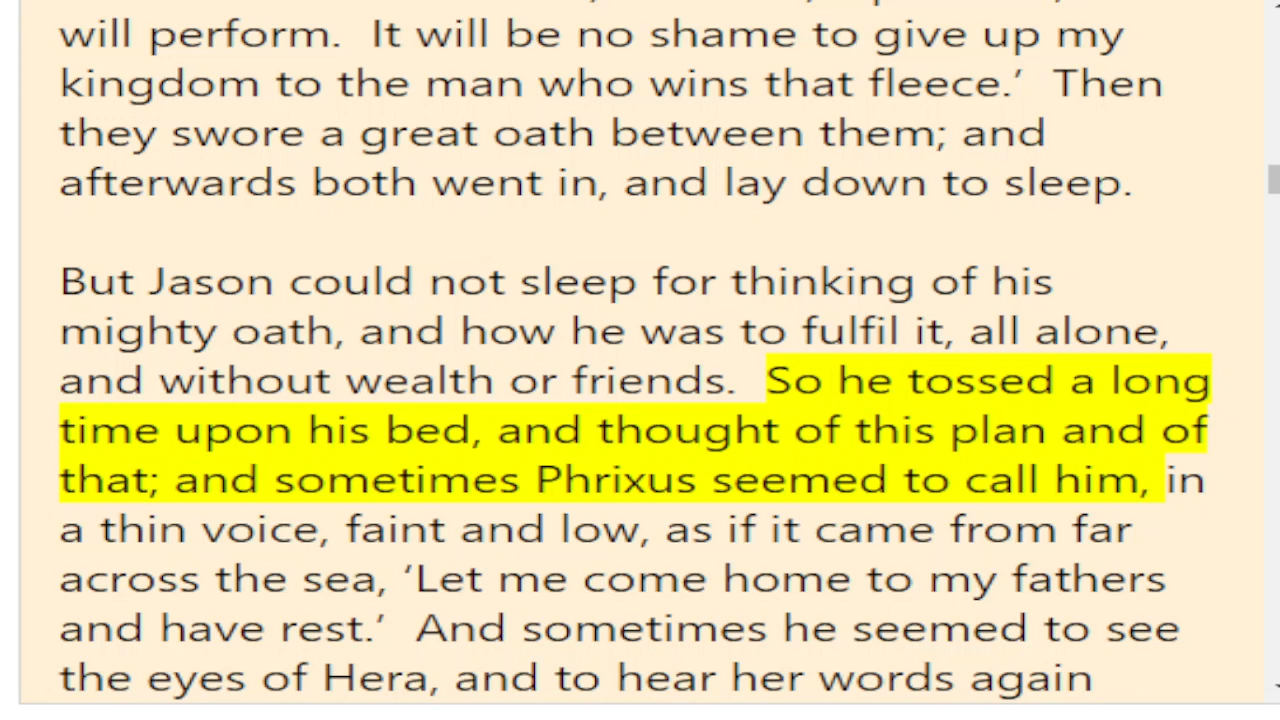 will perform.  It will be no shame to give up my
kingdom to the man who wins that fleece.’  Then
they swore a great oath between them; and
afterwards both went in, and lay down to sleep.
But Jason could not sleep for thinking of his
mighty oath, and how he was to fulfil it, all alone,
and without wealth or friends.  So he tossed a long
time upon his bed, and thought of this plan and of
that; and sometimes Phrixus seemed to call him, in
a thin voice, faint and low, as if it came from far
across the sea, ‘Let me come home to my fathers
and have rest.’  And sometimes he seemed to see
the eyes of Hera, and to hear her words again